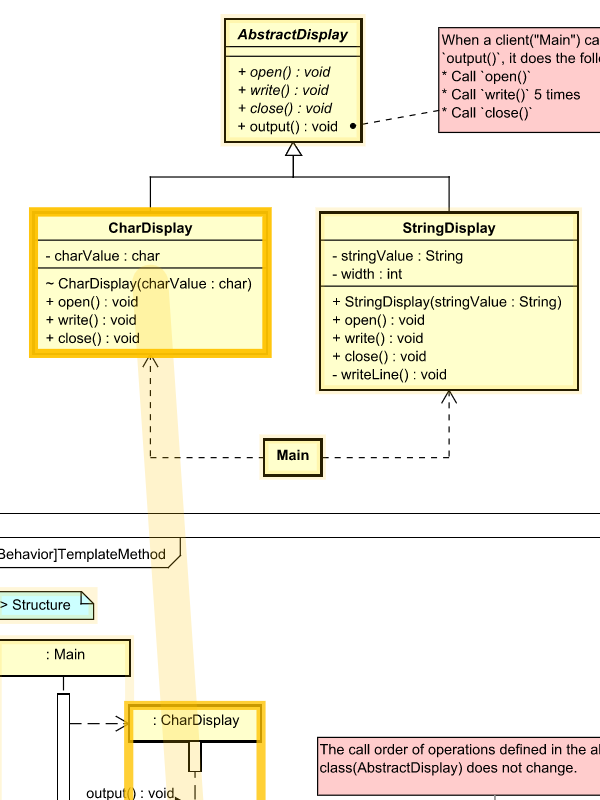 AbstractDisplay
+ open() : void
+ write() : void
+ close() : void
+ output() : void
When a client("Main")
`output()`, it does the
* Call `open()`
* Call `write()` 5 times
* Call `close()`
CharDisplay
- charValue : char
~ CharDisplay(charValue : char)
+ open() : void
+ write() : void
+ close() : void
StringDisplay
- stringValue : String
- width : int
+ StringDisplay(stringValue : String)
+ open() : void
+ write() : void
+ close() : void
- writeLine() : void
Main
Behavior]TemplateMethod
> Structure
: Main
: CharDisplay
output() : void
The call order of operations defined in the
class(AbstractDisplay) does not change.